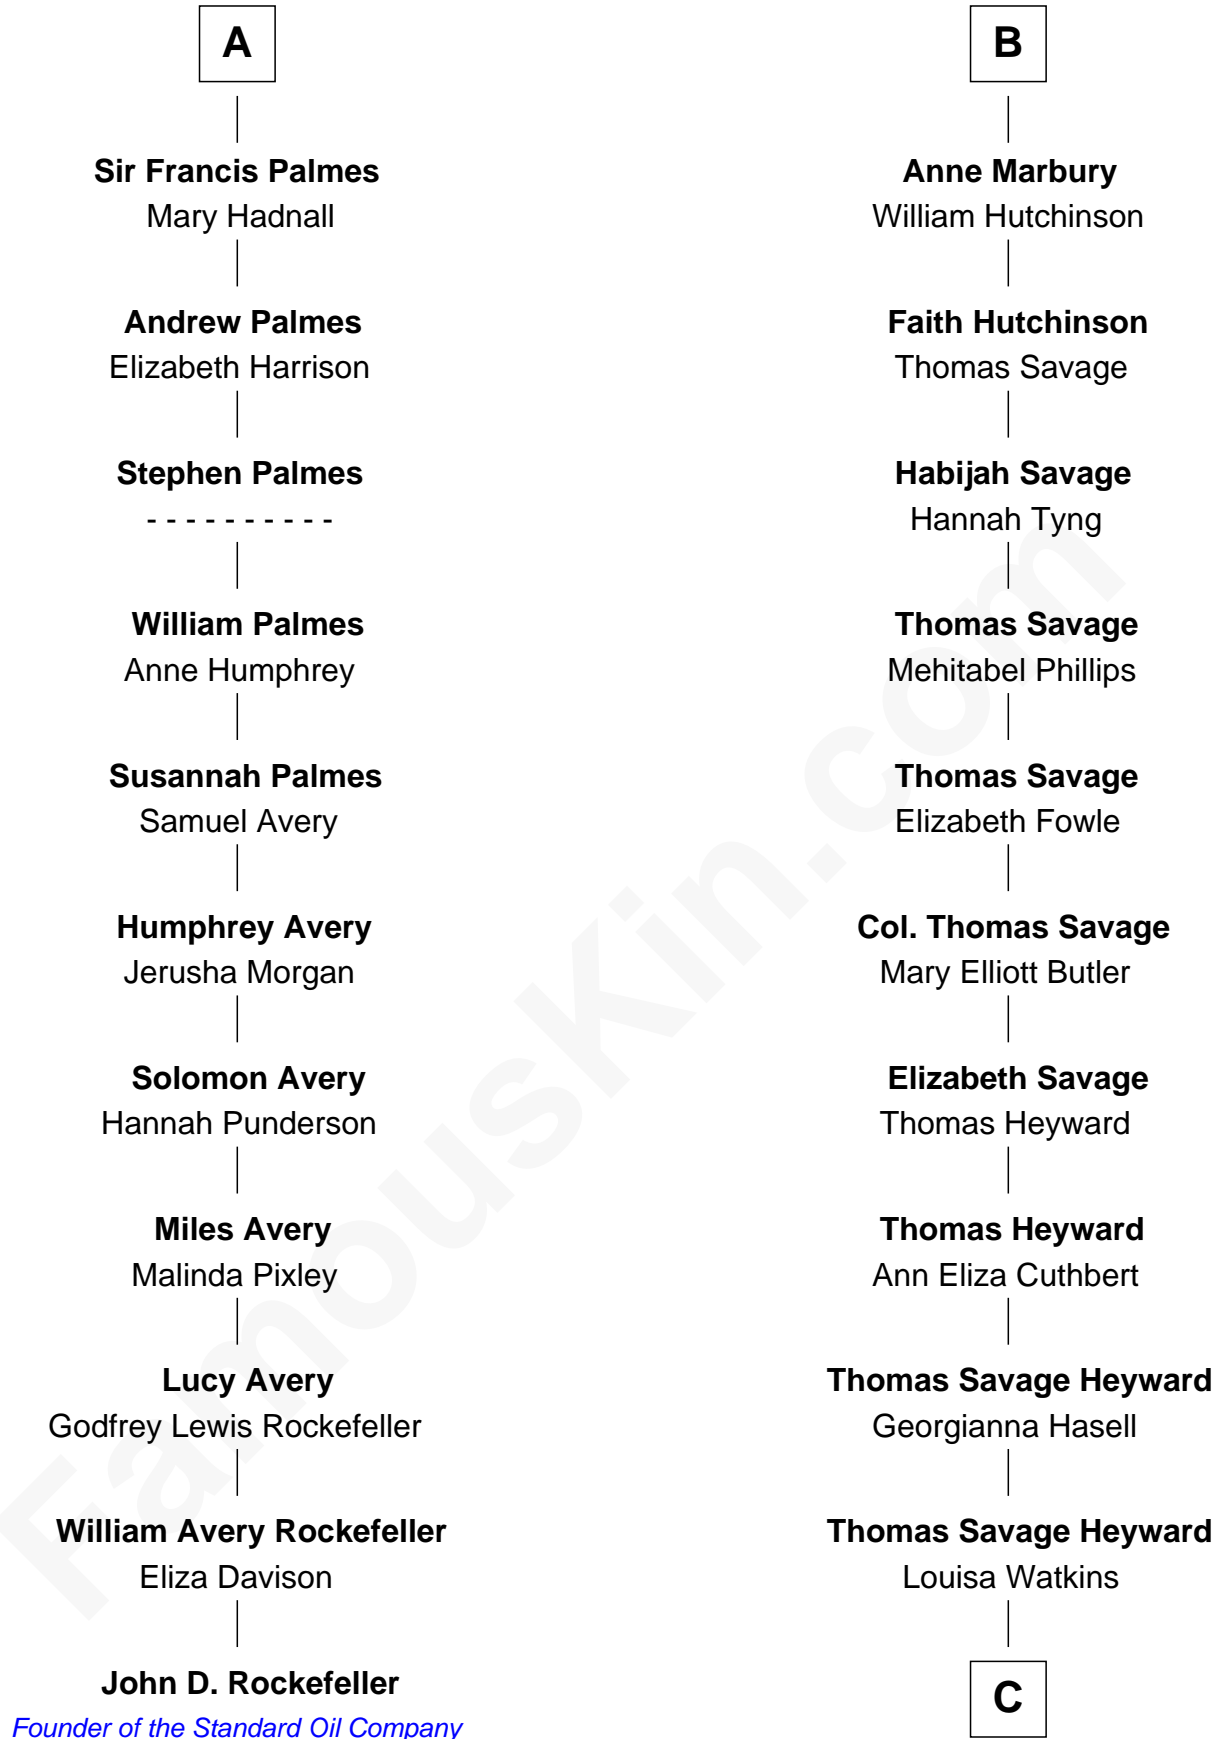 A
Sir Francis Palmes
Mary Hadnall
Andrew Palmes
Elizabeth Harrison
Stephen Palmes
- - - - - - - - - -
William Palmes
Anne Humphrey
Susannah Palmes
Samuel Avery
Humphrey Avery
Jerusha Morgan
Solomon Avery
Hannah Punderson
Miles Avery
Malinda Pixley
Lucy Avery
Godfrey Lewis Rockefeller
William Avery Rockefeller
Eliza Davison
John D. Rockefeller
Founder of the Standard Oil Company
B
Anne Marbury
William Hutchinson
Faith Hutchinson
Thomas Savage
Habijah Savage
Hannah Tyng
Thomas Savage
Mehitabel Phillips
Thomas Savage
Elizabeth Fowle
Col. Thomas Savage
Mary Elliott Butler
Elizabeth Savage
Thomas Heyward
Thomas Heyward
Ann Eliza Cuthbert
Thomas Savage Heyward
Georgianna Hasell
Thomas Savage Heyward
Louisa Watkins
C
FamousKin.com